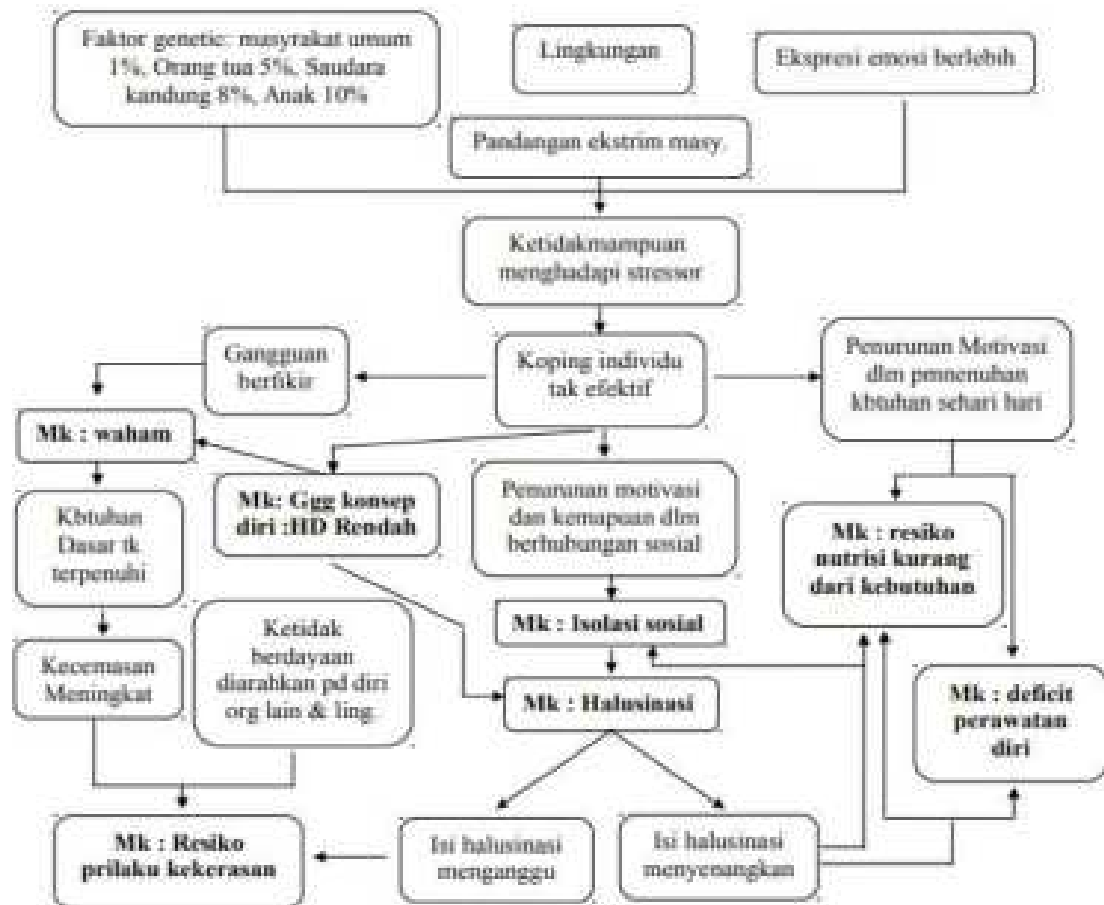 Faktor genetic: masyrakat umum
1%, Orang tua 5%, Saudara
kandung 8%, Anak 10%
Lingkungan
Ekspresi emosi berlebih
Pandangan ekstrim masy.
Ketidakmampuan
menghadapi stressor
Gangguan
berfikir
Koping individu
tak efektif
Penurunan Motivasi
dlm pmnenuhan
kbtuhan sehari hari
Mk : waham
Mk: Ggg konsep
diri :HD Rendah
Penurunan motivasi
dan kemapuan dlm
berhubungan sosial
Mk : resiko
nutrisi kurang
dari kebutuhan
Kbtuhan
Dasar tk
terpenuhi
Mk : Isolasi sosial
Kecemasan
Meningkat
Ketidak
berdayaan
diarahkan pd diri
org lain & ling.
Mk : Halusinasi
Mk : deficit
perawatan
diri
Mk : Resiko
prilaku kekerasan
Isi halusinasi
menganggu
Isi halusinasi
menyenangkan